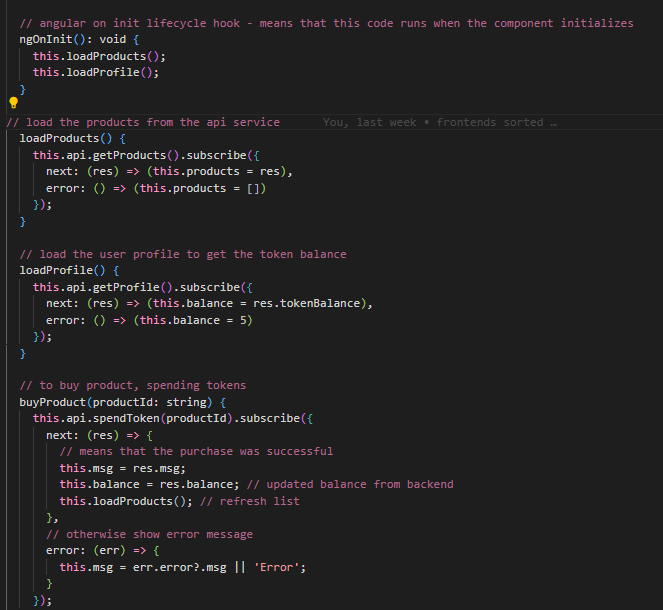 // angular on init lifecycle hook - means that this code runs when the component initializes
ngOnInit(): void {
this.loadProducts();
this.loadProfile();
}
// load the products from the api service You, last week • frontends sorted …
loadProducts() {
this.api.getProducts().subscribe({
next: (res) => (this.products = res),
error: () => (this.products = [])
});
}
// load the user profile to get the token balance
loadProfile() {
this.api.getProfile().subscribe({
next: (res) => (this.balance = res.tokenBalance),
error: () => (this.balance = 5)
});
}
// to buy product, spending tokens
buyProduct(productId: string) {
this.api.spendToken(productId).subscribe({
next: (res) => {
// means that the purchase was successful
this.msg = res.msg;
this.balance = res.balance; // updated balance from backend
this.loadProducts(); // refresh list
},
// otherwise show error message
error: (err) => {
this.msg = err.error?.msg || 'Error';
}
});